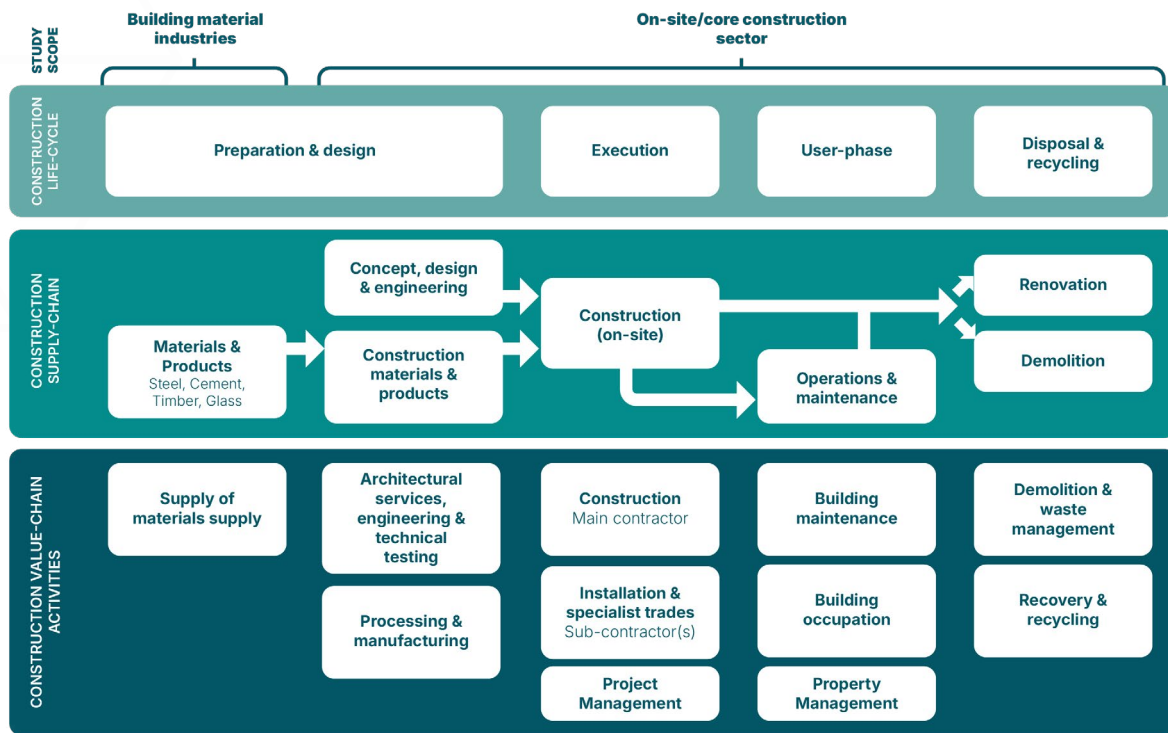 STUDY
SCOPE
Building material
industries
On-site/core construction
sector
CONSTRUCTION
LIFE-CYCLE
Preparation & design
Execution
User-phase
Disposal &
recycling
CONSTRUCTION
SUPPLY-CHAIN
Materials &
Products
Steel, Cement,
Timber, Glass
Concept, design
& engineering
Construction
materials &
products
Construction
(on-site)
Operations &
maintenance
Renovation
Demolition
CONSTRUCTION VALUE-CHAIN
ACTIVITIES
Supply of
materials supply
Architectural
services,
engineering &
technical
testing
Processing &
manufacturing
Construction
Main contractor
Installation &
specialist trades
Sub-contractor(s)
Project
Management
Building
maintenance
Building
occupation
Property
Management
Demolition &
waste
management
Recovery &
recycling